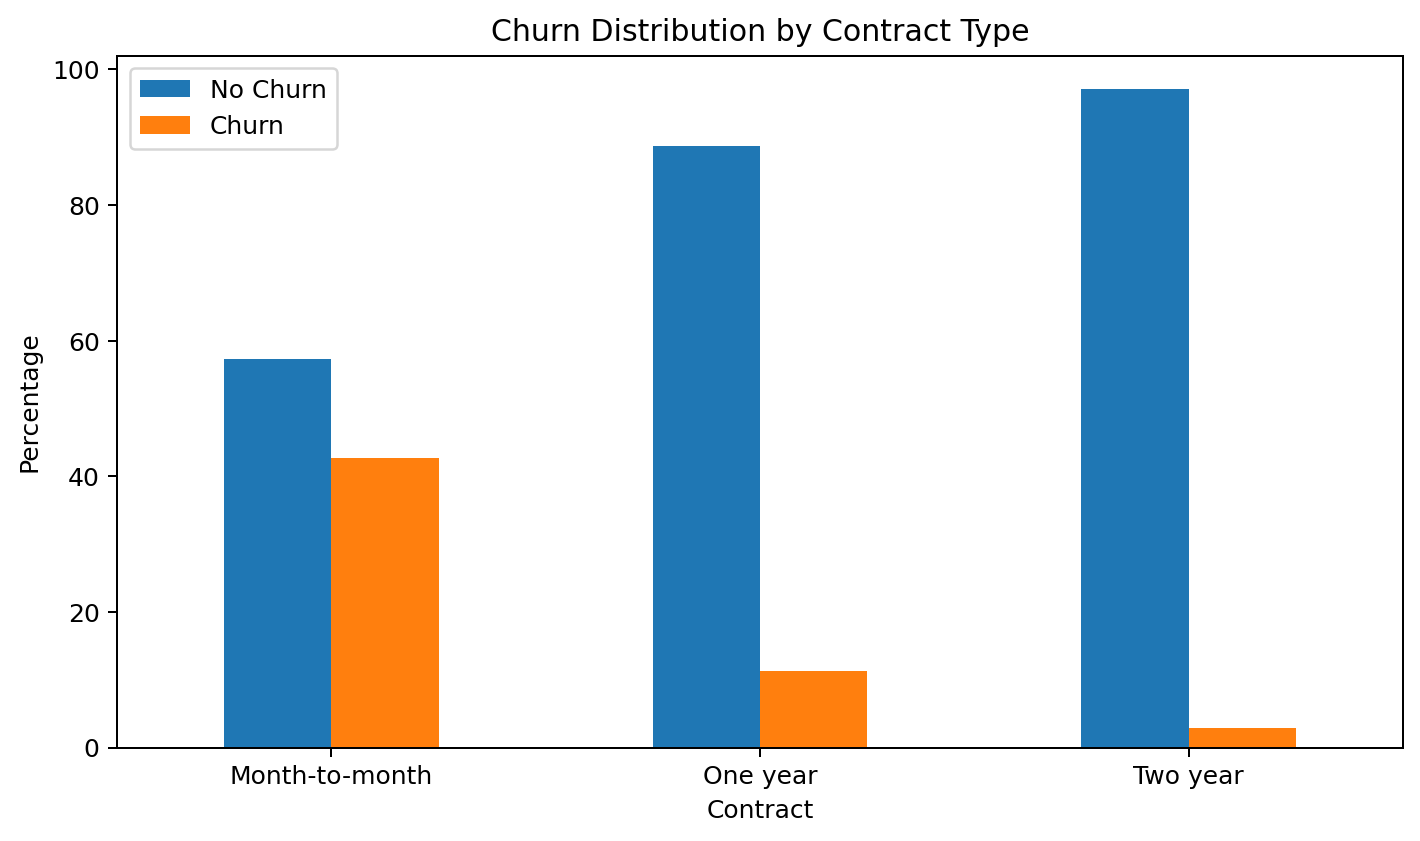 Churn Distribution by Contract Type
No Churn
Churn
100
80
60
40
20
0
Percentage
Month-to-month
One year
Two year
Contract